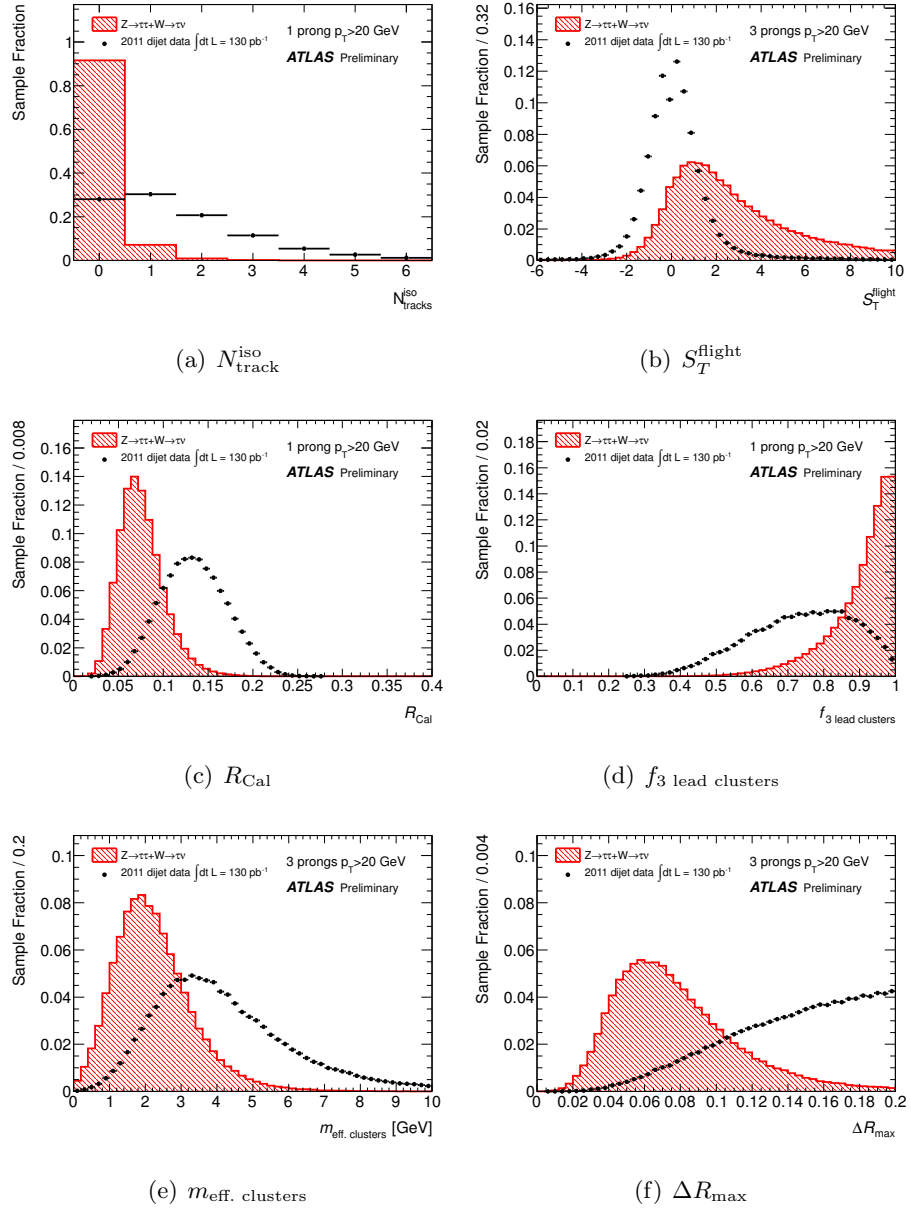 Sample Fraction
1
0.8
0.6
0.4
0.2
0
Z→ττ+W→τν
2011 dijet data ∫dt L = 130 pb⁻¹
1 prong p_T>20 GeV
ATLAS Preliminary
0 1 2 3 4 5 6
N^iso_tracks
(a) N^iso_track
Sample Fraction / 0.32
0.16
0.14
0.12
0.10
0.08
0.06
0.04
0.02
0
Z→ττ+W→τν
2011 dijet data ∫dt L = 130 pb⁻¹
3 prongs p_T>20 GeV
ATLAS Preliminary
-6 -4 -2 0 2 4 6 8 10
S_T^flight
(b) S_T^flight
Sample Fraction / 0.008
0.16
0.14
0.12
0.1
0.08
0.06
0.04
0.02
0
Z→ττ+W→τν
2011 dijet data ∫dt L = 130 pb⁻¹
1 prong p_T>20 GeV
ATLAS Preliminary
0 0.05 0.1 0.15 0.2 0.25 0.3 0.35 0.4
R_Cal
(c) R_Cal
Sample Fraction / 0.02
0.18
0.16
0.14
0.12
0.1
0.08
0.06
0.04
0.02
0
Z→ττ+W→τν
2011 dijet data ∫dt L = 130 pb⁻¹
1 prong p_T>20 GeV
ATLAS Preliminary
0 0.1 0.2 0.3 0.4 0.5 0.6 0.7 0.8 0.9 1
f_3 lead clusters
(d) f_3 lead clusters
Sample Fraction / 0.2
0.1
0.08
0.06
0.04
0.02
0
Z→ττ+W→τν
2011 dijet data ∫dt L = 130 pb⁻¹
3 prongs p_T>20 GeV
ATLAS Preliminary
0 1 2 3 4 5 6 7 8 9 10
m_eff. clusters [GeV]
(e) m_eff. clusters
Sample Fraction / 0.004
0.1
0.08
0.06
0.04
0.02
0
Z→ττ+W→τν
2011 dijet data ∫dt L = 130 pb⁻¹
3 prongs p_T>20 GeV
ATLAS Preliminary
0 0.02 0.04 0.06 0.08 0.1 0.12 0.14 0.16 0.18 0.2
ΔR_max
(f) ΔR_max